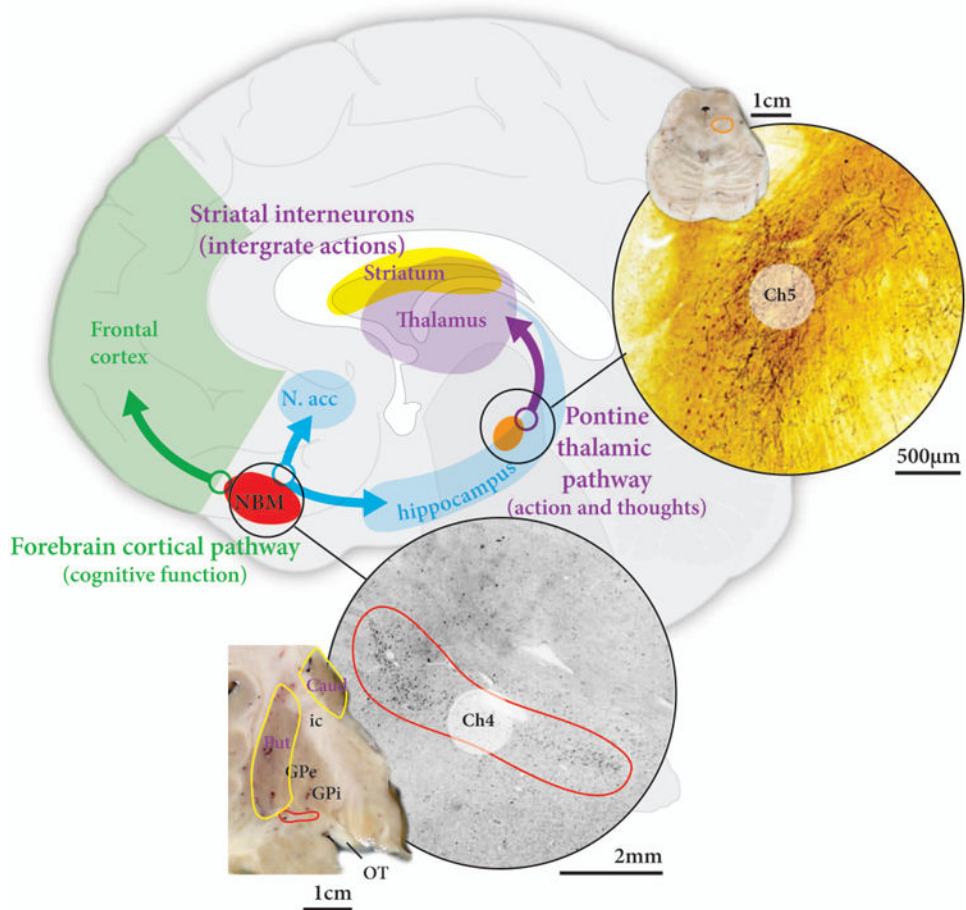 1cm
Striatal interneurons
(intergrate actions)
Striatum
Thalamus
Ch5
Frontal
cortex
N. acc
500µm
Pontine
thalamic
pathway
(action and thoughts)
hippocampus
NBM
Forebrain cortical pathway
(cognitive function)
Caud
ic
Ch4
Put
GPe
GPi
OT
2mm
1cm